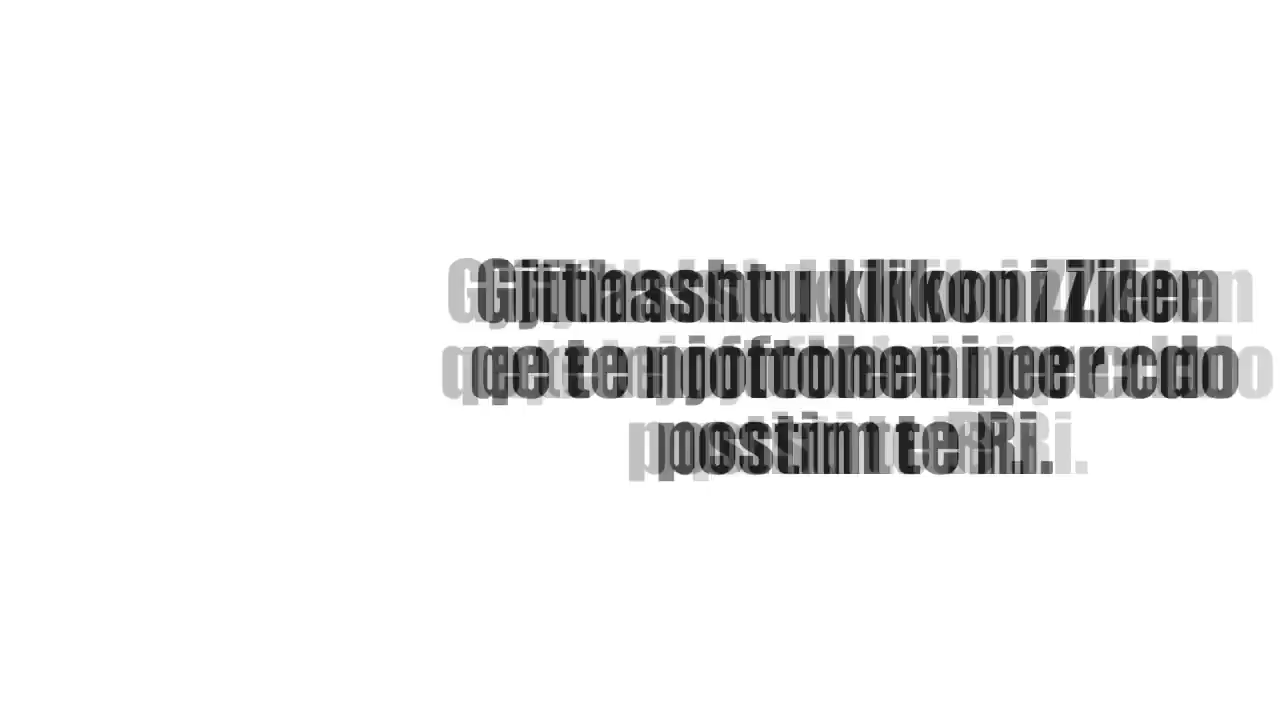 Gjithashtu klikoni Zilen
qe te njoftoheni per cdo
postim te Ri.